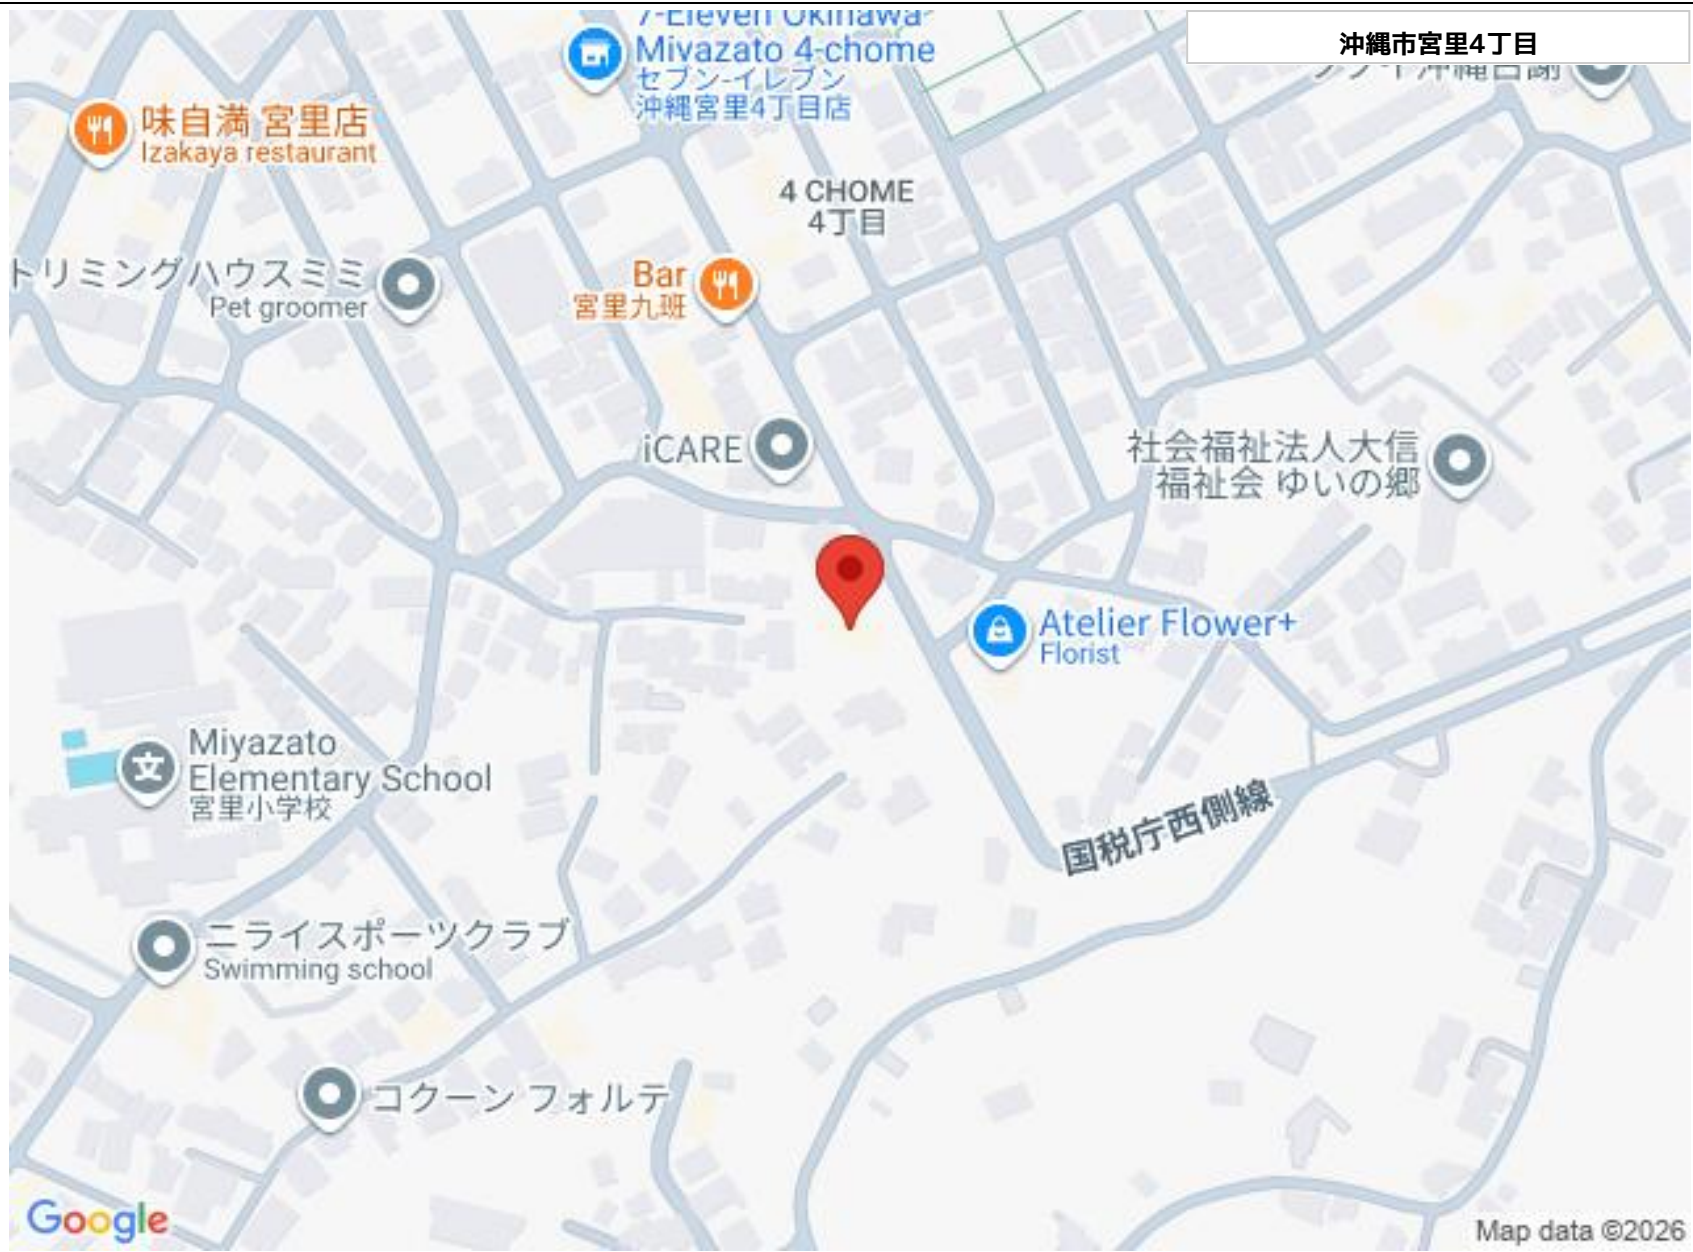 7-Eleven Okinawa-
Miyazato 4-chome
セブン-イレブン
沖縄宮里4丁目店
沖縄市宮里4丁目
味自満 宮里店
Izakaya restaurant
4 CHOME
4丁目
トリミングハウスミミ
Pet groomer
Bar
宮里九班
iCARE
社会福祉法人大信
福祉会 ゆいの郷
Atelier Flower+
Florist
Miyazato
Elementary School
宮里小学校
文
国税庁西側線
ニライスポーツクラブ
Swimming school
コクーン フォルテ
Google
Map data ©2026